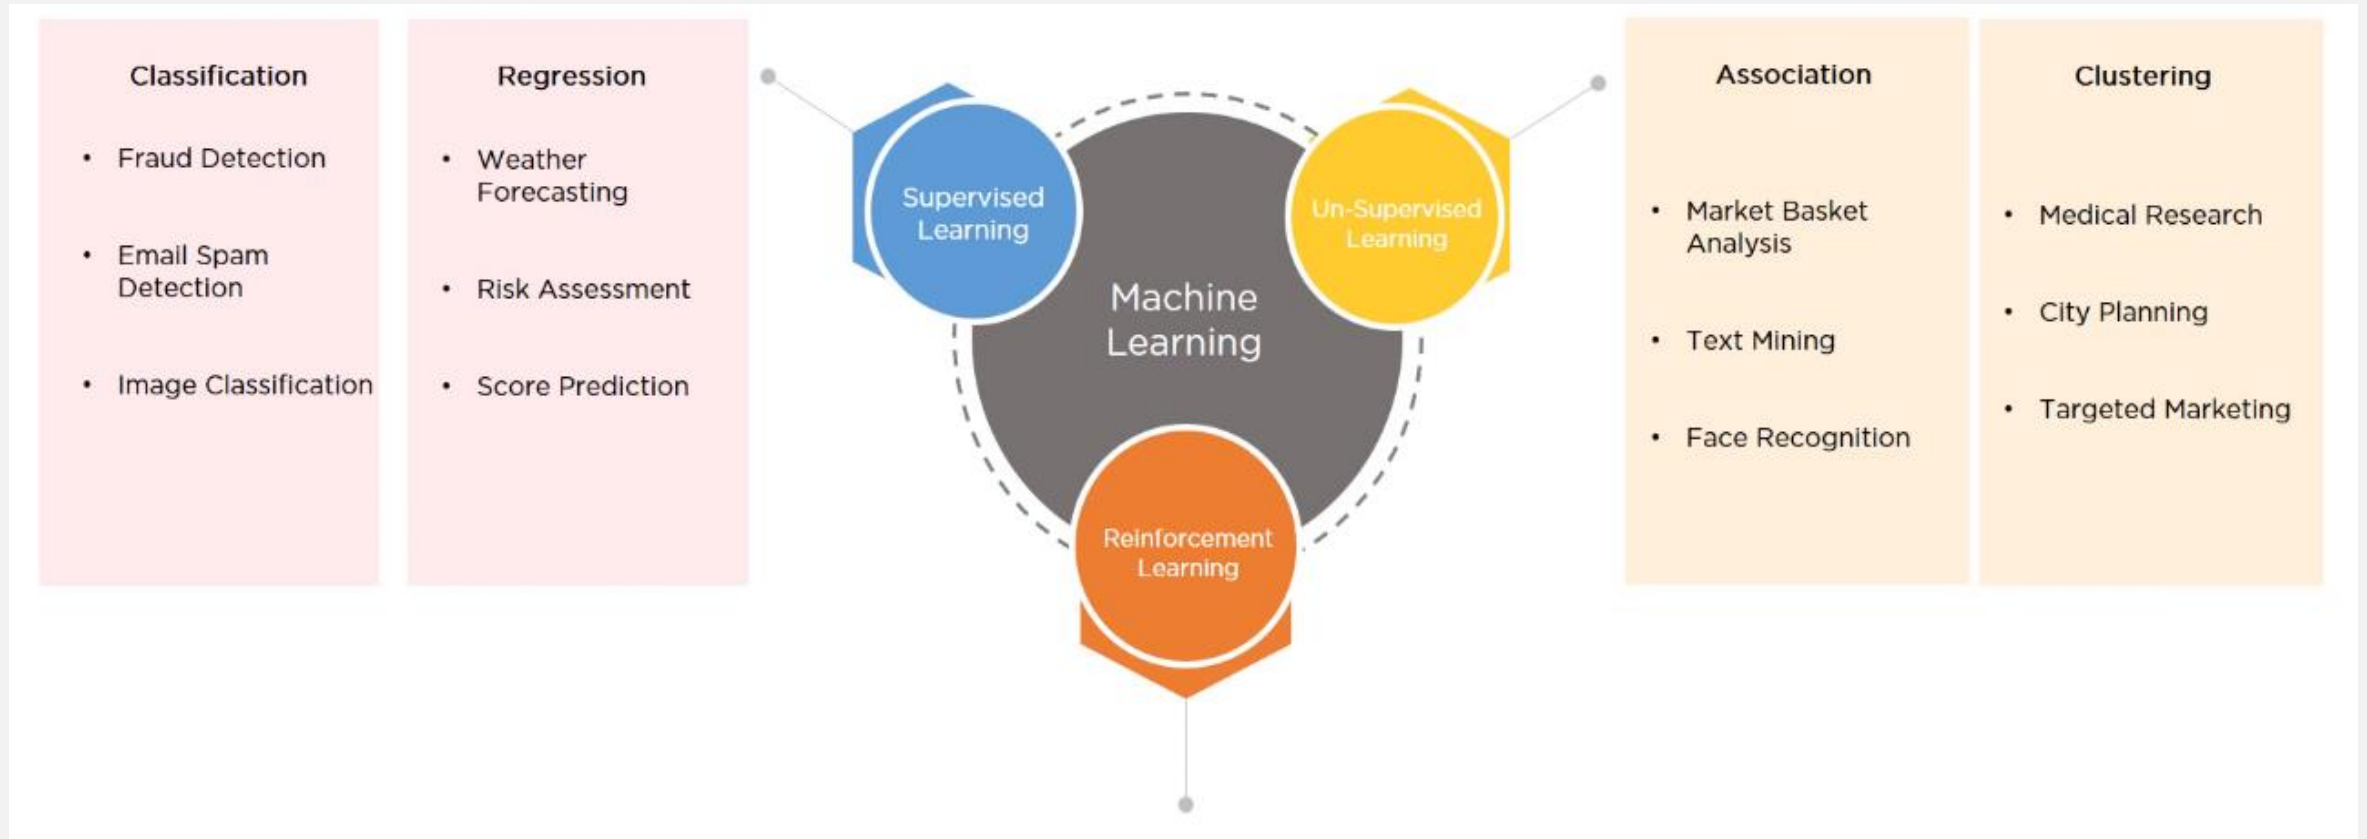 Classification
• Fraud Detection
• Email Spam
Detection
• Image Classification
Regression
• Weather
Forecasting
• Risk Assessment
• Score Prediction
Supervised
Learning
Machine
Learning
Un-Supervised
Learning
Reinforcement
Learning
Association
• Market Basket
Analysis
• Text Mining
• Face Recognition
Clustering
• Medical Research
• City Planning
• Targeted Marketing